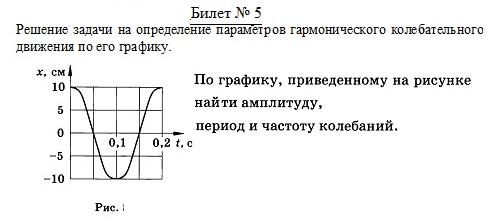 Билет № 5
Решение задачи на определение параметров гармонического колебательного
движения по его графику.
x, см
10
5
0
−5
−10
0,1
0,2 t, с
По графику, приведенному на рисунке
найти амплитуду,
период и частоту колебаний.
Рис.